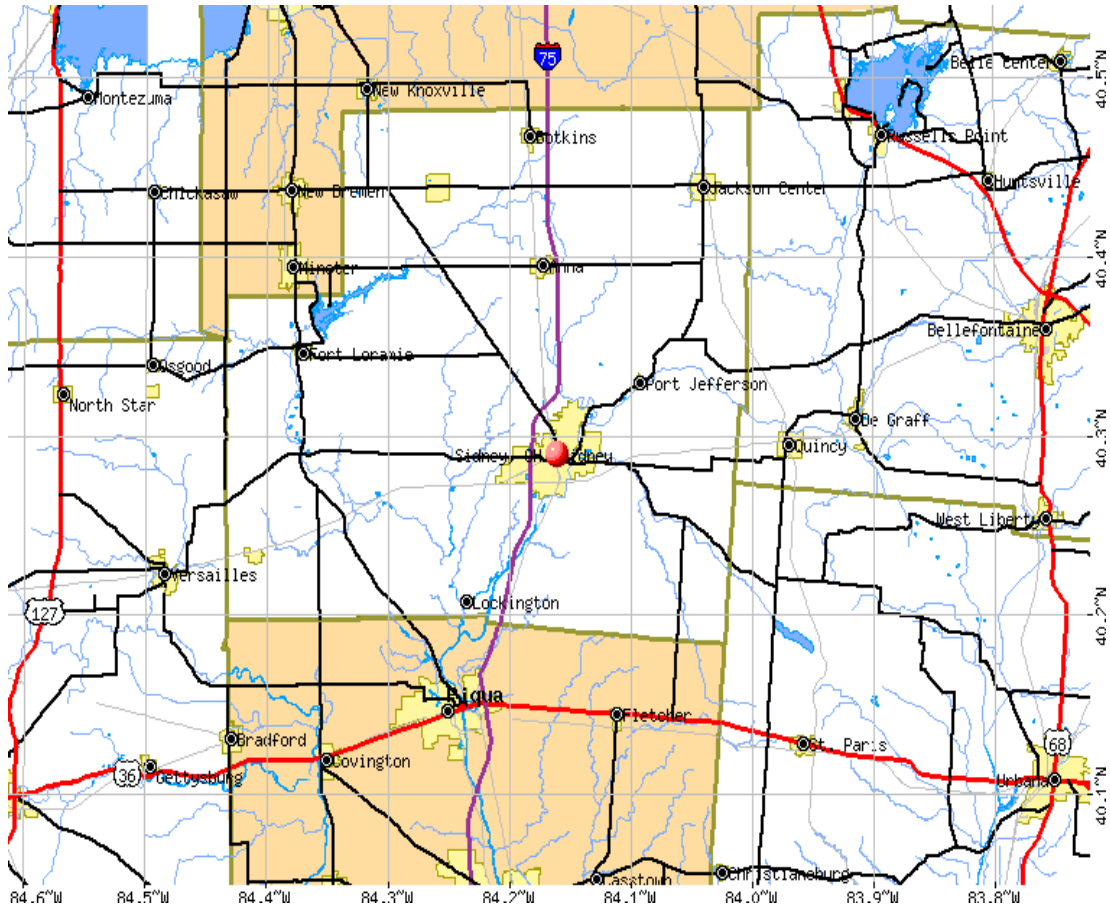 75
Belle Center
40.5°N
New Knoxville
Montezuma
Botkins
Russells Point
Huntsville
Jackson Center
Chickasaw
New Bremen
40.4°N
Minster
Anna
Bellefontaine
Fort Loramie
Osgood
Port Jefferson
North Star
De Graff
40.3°N
Quincy
Sidney, OH
Sidney
West Liberty
Versailles
Lockington
127
40.2°N
Piqua
Fletcher
St. Paris
68
Bradford
Covington
36
Gettysburg
Urbana
40.1°N
Casstown
Christiansburg
84.6°W
84.5°W
84.4°W
84.3°W
84.2°W
84.1°W
84.0°W
83.9°W
83.8°W